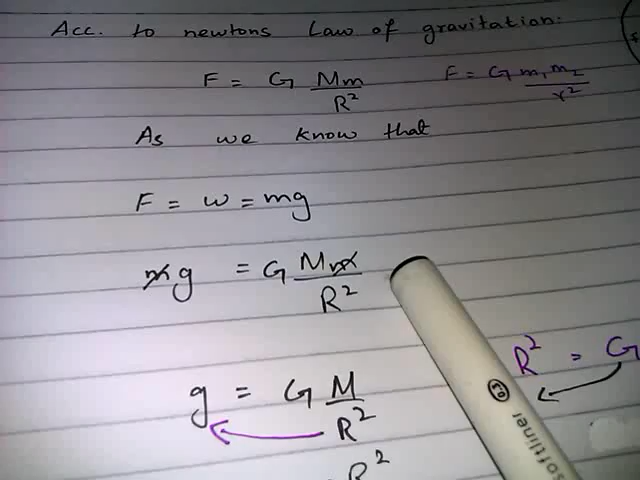 Acc. to newtons Law of gravitation.
F = G Mm/R² F = G m₁m₂/r²
As we know that
F = w = mg
mg = G Mm/R²
R² = G
g = G M/R²
R²
softliner